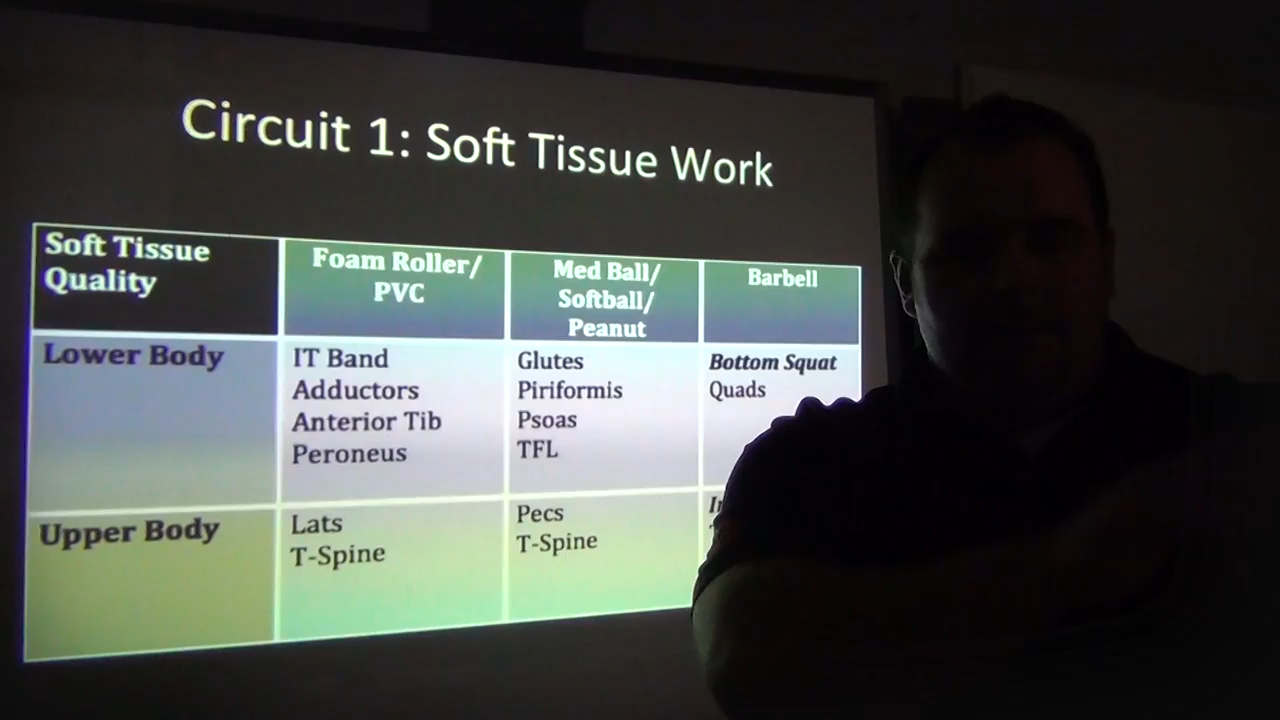 Circuit 1: Soft Tissue Work
Soft Tissue
Quality
Foam Roller/
PVC
Med Ball/
Softball/
Peanut
Barbell
Lower Body
IT Band
Adductors
Anterior Tib
Peroneus
Glutes
Piriformis
Psoas
TFL
Bottom Squat
Quads
Upper Body
Lats
T-Spine
Pecs
T-Spine